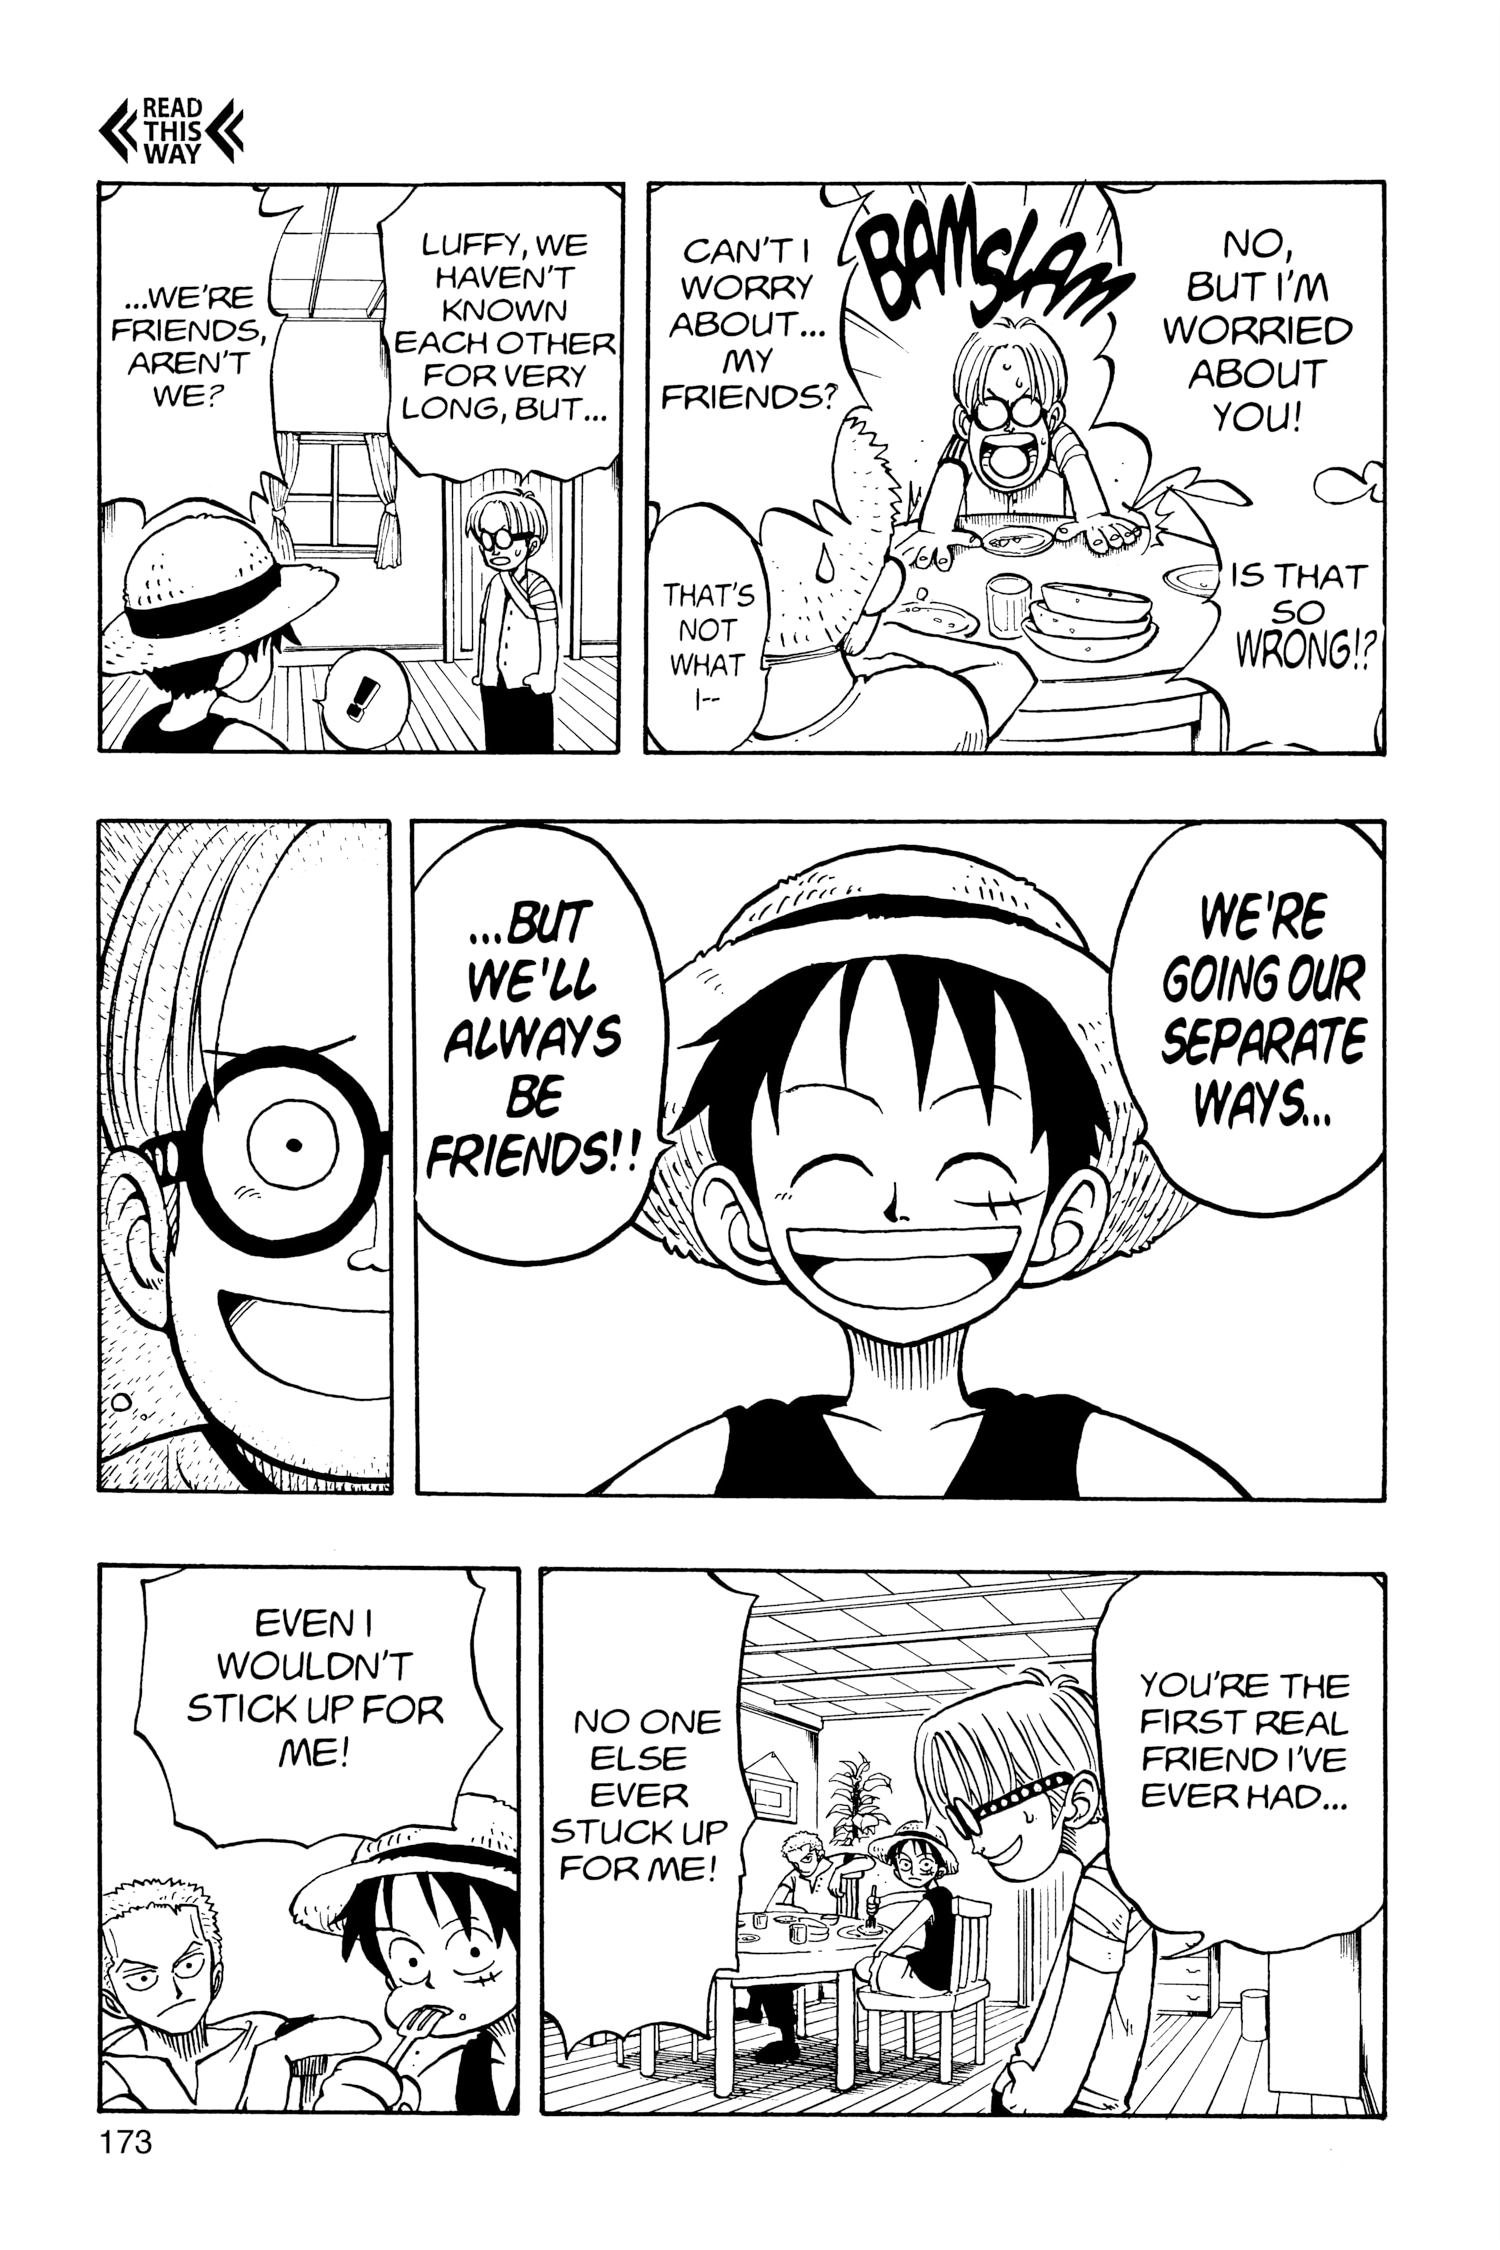 READ
THIS
WAY
NO,
BUT I'M
WORRIED
ABOUT
YOU!
IS THAT
SO
WRONG!?
BAM
SLAM
CAN'T I
WORRY
ABOUT...
MY
FRIENDS?
THAT'S
NOT
WHAT
I--
LUFFY, WE
HAVEN'T
KNOWN
EACH OTHER
FOR VERY
LONG, BUT...
...WE'RE
FRIENDS,
AREN'T
WE?
!
WE'RE
GOING OUR
SEPARATE
WAYS...
...BUT
WE'LL
ALWAYS
BE
FRIENDS!!
YOU'RE THE
FIRST REAL
FRIEND I'VE
EVER HAD...
NO ONE
ELSE
EVER
STUCK UP
FOR ME!
EVEN I
WOULDN'T
STICK UP FOR
ME!
173